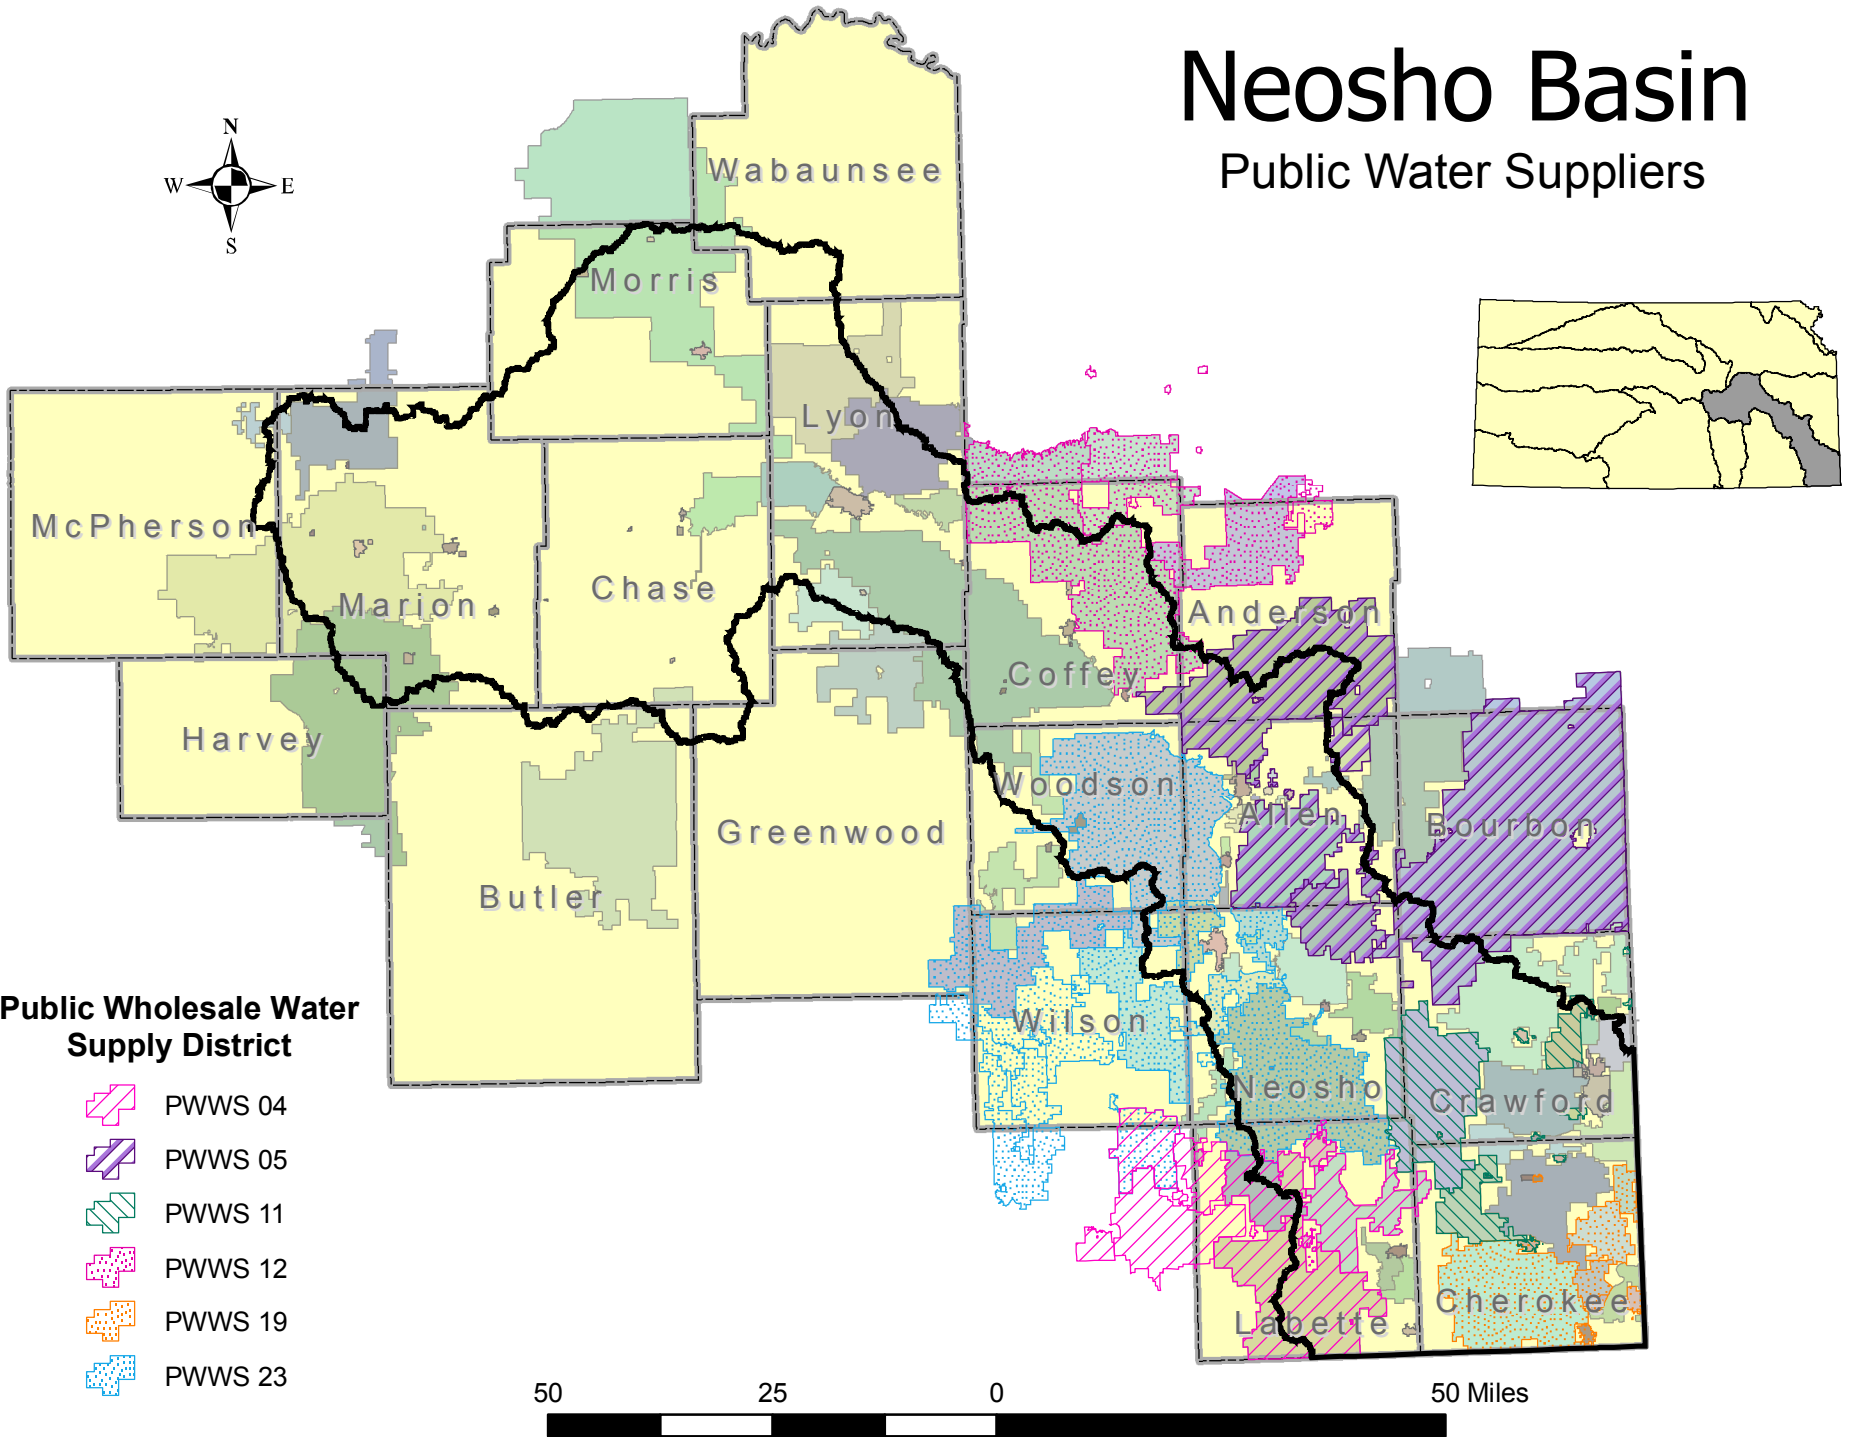 Neosho Basin
Public Water Suppliers
N
W E
S
Wabaunsee
Morris
Lyon
McPherson
Marion
Chase
Anderson
Coffey
Harvey
Woodson
Allen
Bourbon
Greenwood
Butler
Wilson
Neosho
Crawford
Cherokee
Labette
Public Wholesale Water
Supply District
PWWS 04
PWWS 05
PWWS 11
PWWS 12
PWWS 19
PWWS 23
50 25 0 50 Miles